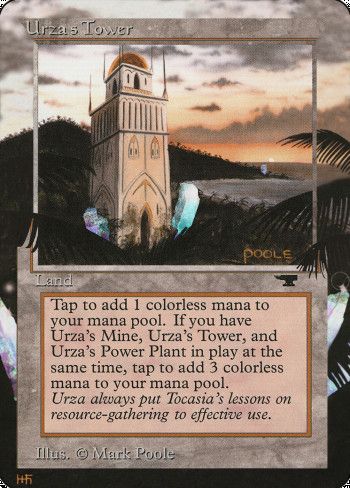 Urza's Tower
POOLE
Land
Tap to add 1 colorless mana to
your mana pool. If you have
Urza's Mine, Urza's Tower, and
Urza's Power Plant in play at the
same time, tap to add 3 colorless
mana to your mana pool.
Urza always put Tocasia's lessons on
resource-gathering to effective use.
Illus. © Mark Poole